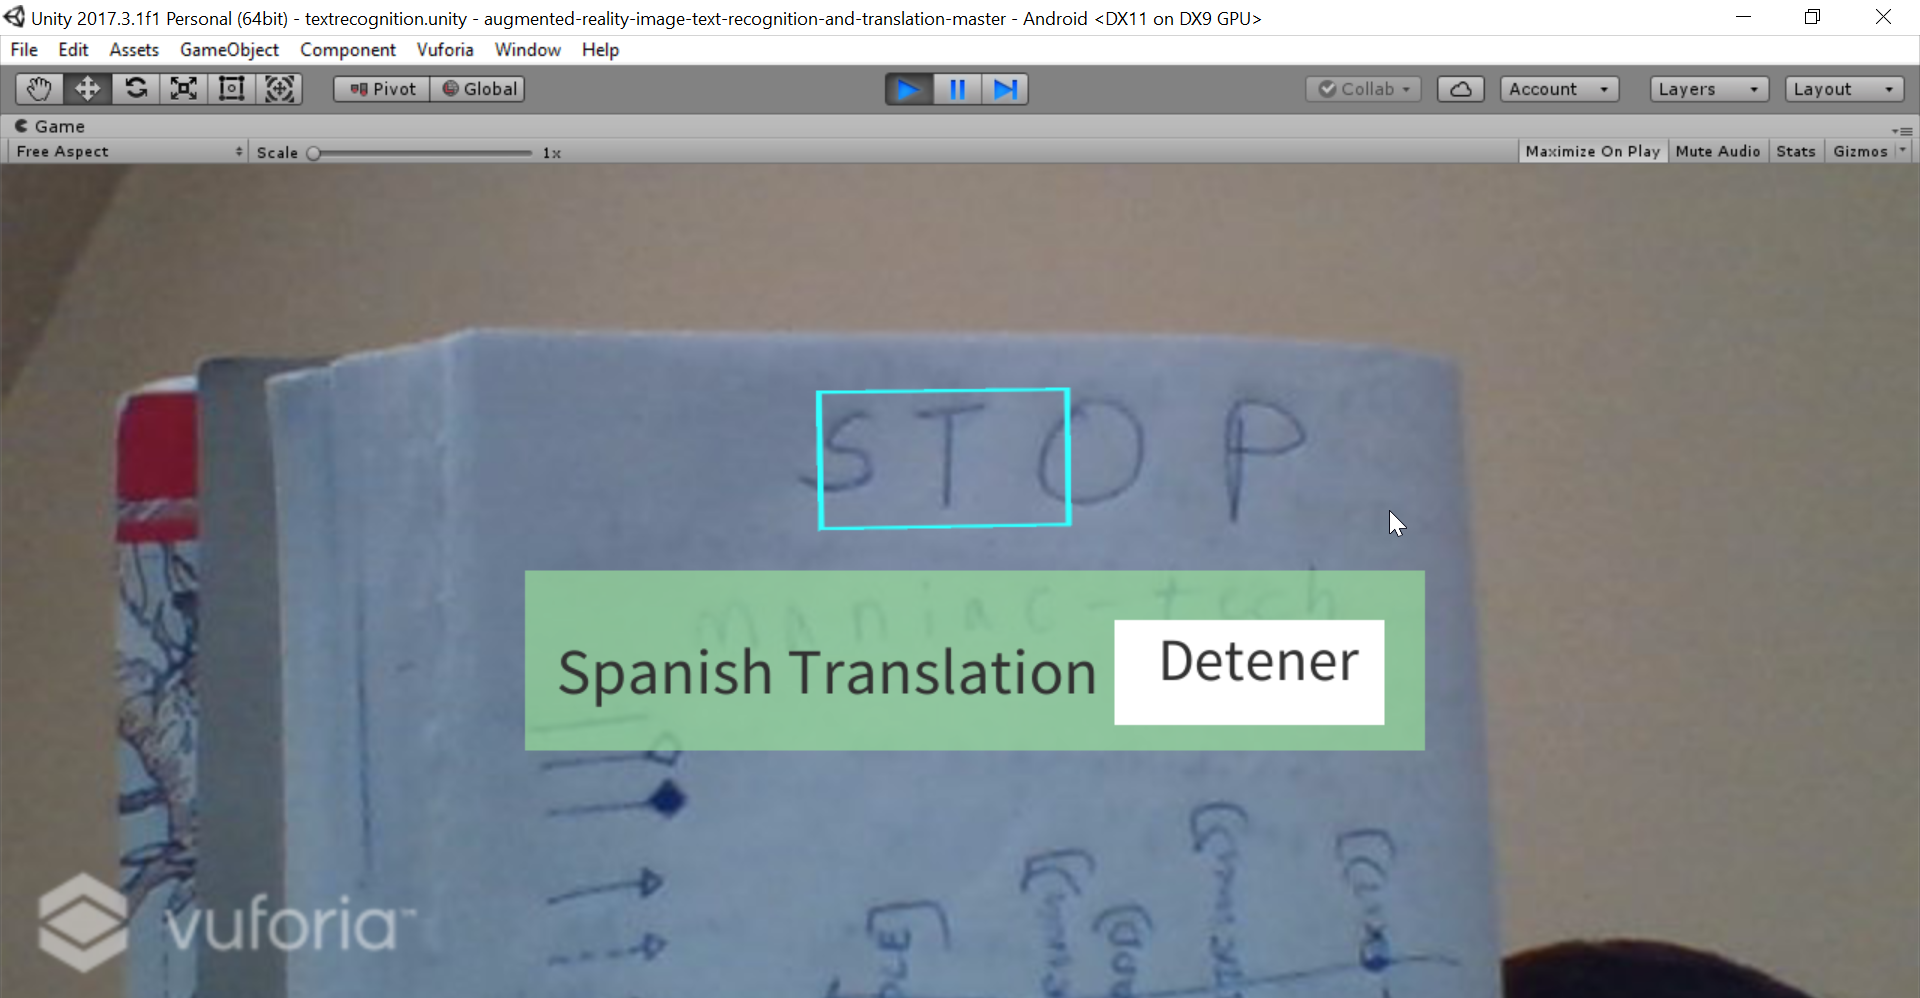 Unity 2017.3.1f1 Personal (64bit) - textrecognition.unity - augmented-reality-image-text-recognition-and-translation-master - Android <DX11 on DX9 GPU>
File Edit Assets GameObject Component Vuforia Window Help
Pivot Global Collab Account Layers Layout
Game
Free Aspect Scale 1x Maximize On Play Mute Audio Stats Gizmos
STOP
maniac-tech
Spanish Translation Detener
vuforia™